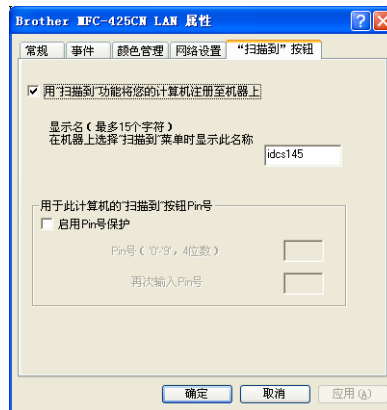 Brother MFC-425CN LAN 属性
常规 事件 颜色管理 网络设置 “扫描到”按钮
用“扫描到”功能将您的计算机注册至机器上
显示名(最多15个字符)
在机器上选择“扫描到”菜单时显示此名称
idcs145
用于此计算机的“扫描到”按钮Pin号
启用Pin号保护
Pin号('0'-'9', 4位数)
再次输入Pin号
确定 取消 应用(A)